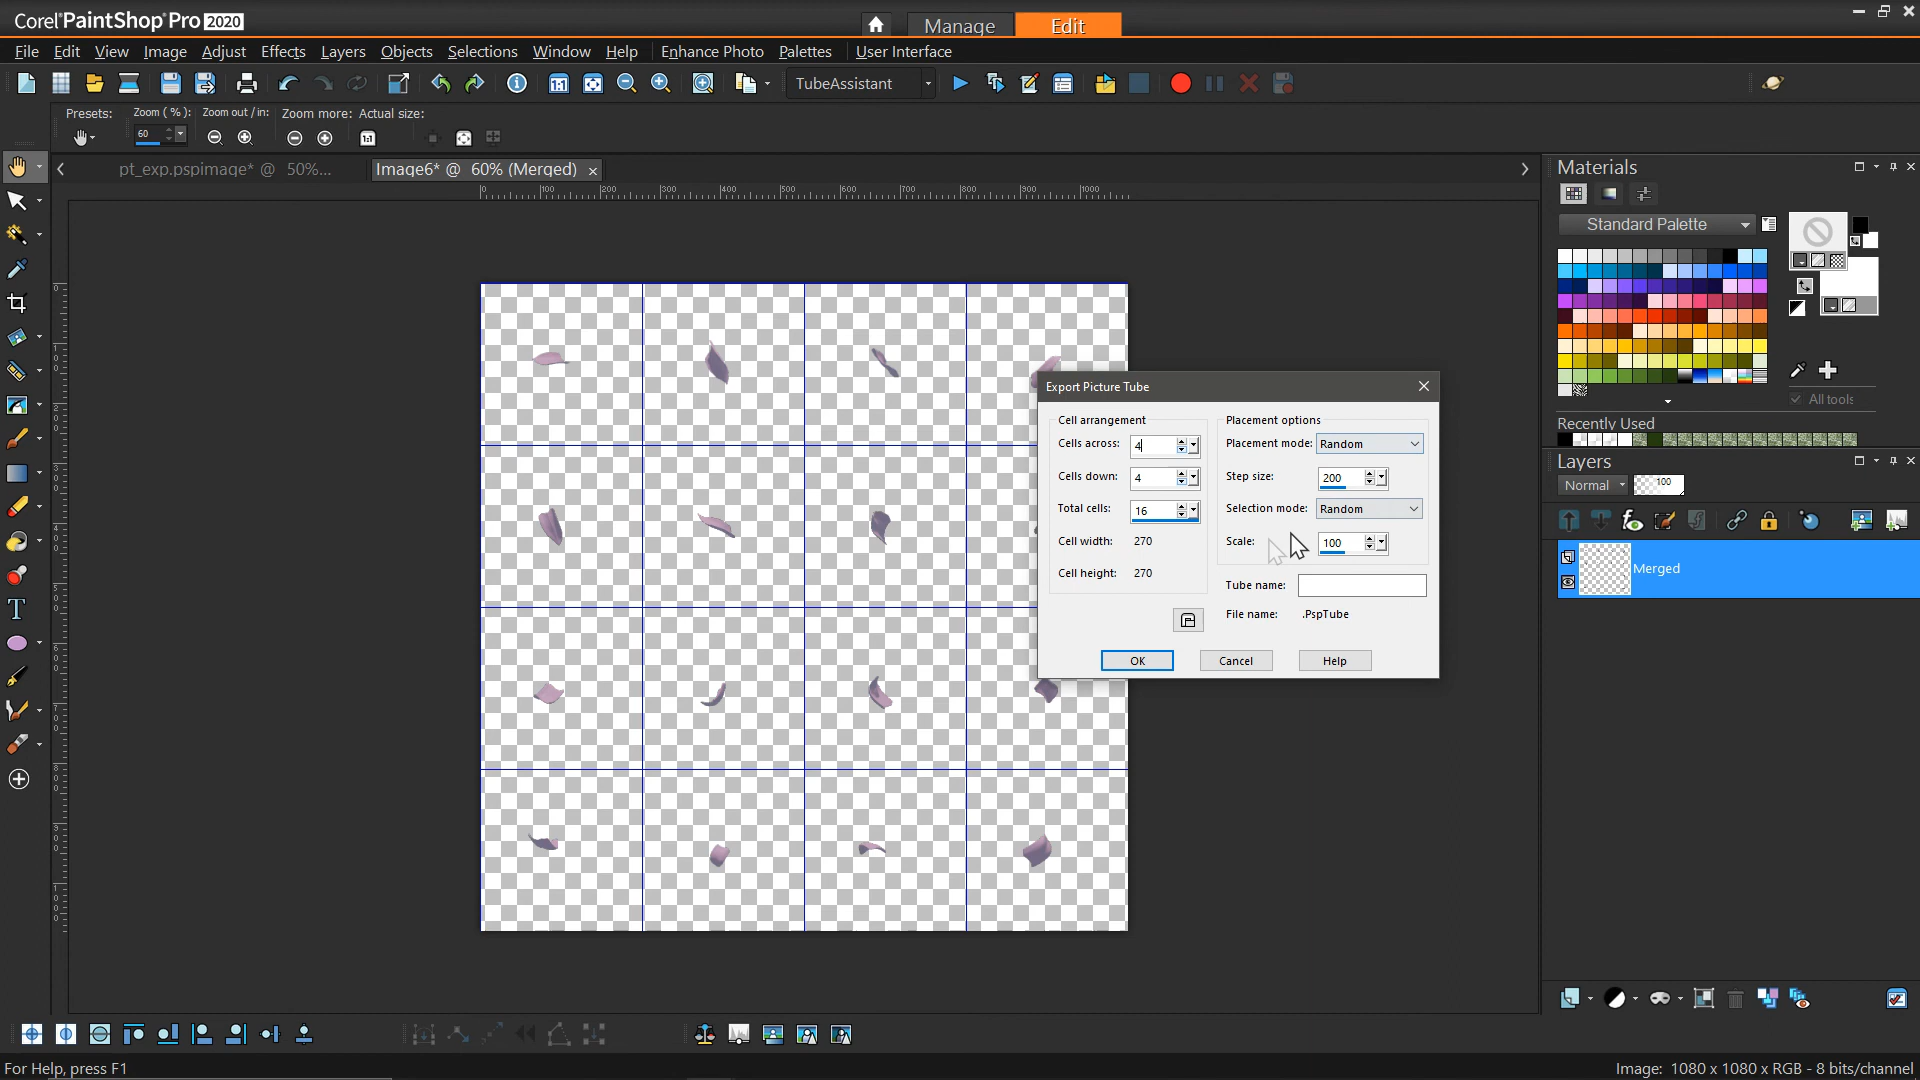 Corel PaintShop Pro 2020
Manage
Edit
File Edit View Image Adjust Effects Layers Objects Selections Window Help Enhance Photo Palettes User Interface
TubeAssistant
Presets: Zoom ( % ): Zoom out / in: Zoom more: Actual size:
60
pt_exp.pspimage* @ 50%...
Image6* @ 60% (Merged)
Materials
Standard Palette
All tools
Recently Used
Layers
Normal
100
Merged
Export Picture Tube
Cell arrangement
Cells across: 4
Cells down: 4
Total cells: 16
Cell width: 270
Cell height: 270
Placement options
Placement mode: Random
Step size: 200
Selection mode: Random
Scale: 100
Tube name:
File name: .PspTube
OK
Cancel
Help
For Help, press F1
Image: 1080 x 1080 x RGB - 8 bits/channel